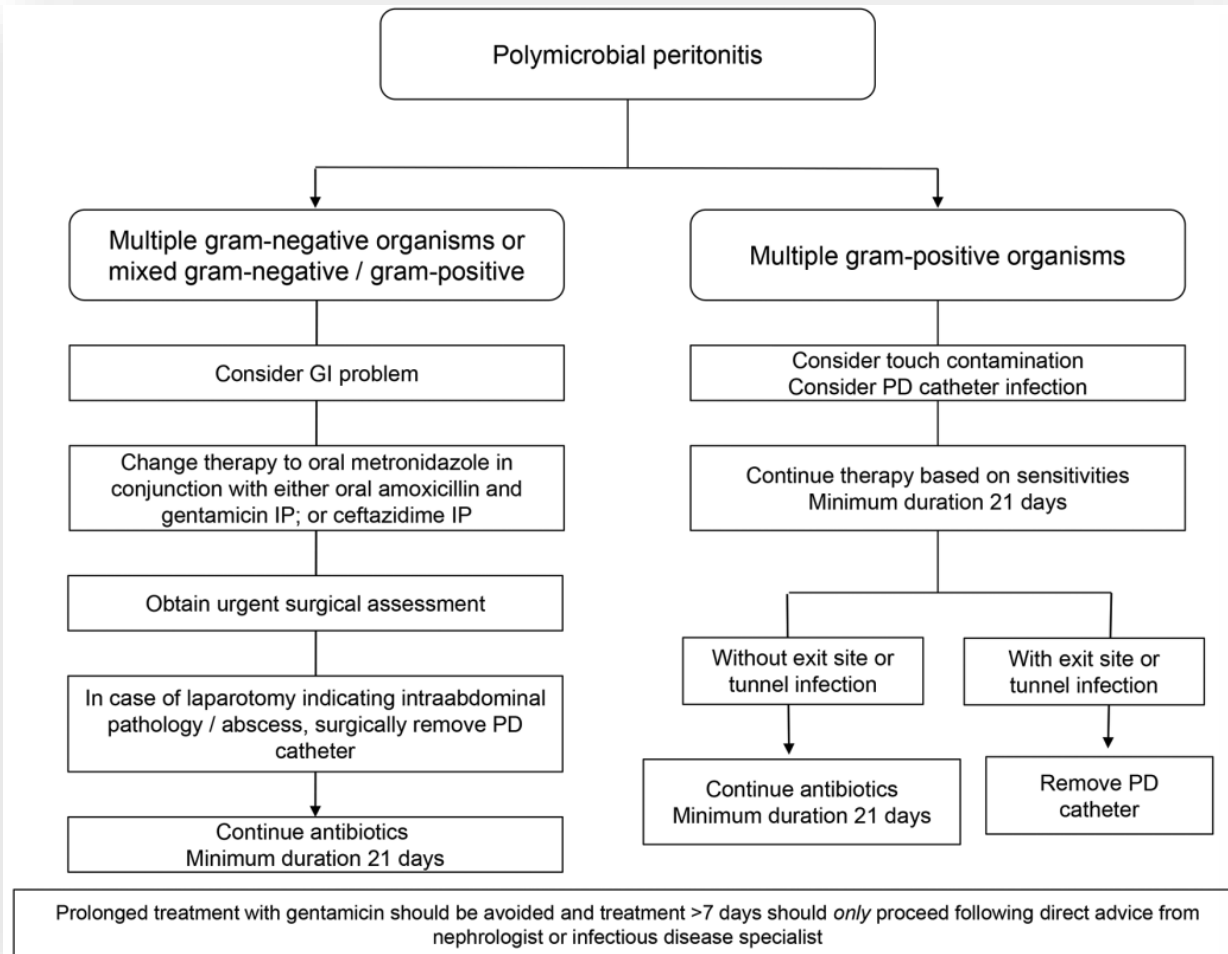 Polymicrobial peritonitis
Multiple gram-negative organisms or
mixed gram-negative / gram-positive
Consider GI problem
Change therapy to oral metronidazole in
conjunction with either oral amoxicillin and
gentamicin IP; or ceftazidime IP
Obtain urgent surgical assessment
In case of laparotomy indicating intraabdominal
pathology / abscess, surgically remove PD
catheter
Continue antibiotics
Minimum duration 21 days
Multiple gram-positive organisms
Consider touch contamination
Consider PD catheter infection
Continue therapy based on sensitivities
Minimum duration 21 days
Without exit site or
tunnel infection
Continue antibiotics
Minimum duration 21 days
With exit site or
tunnel infection
Remove PD
catheter
Prolonged treatment with gentamicin should be avoided and treatment >7 days should only proceed following direct advice from
nephrologist or infectious disease specialist